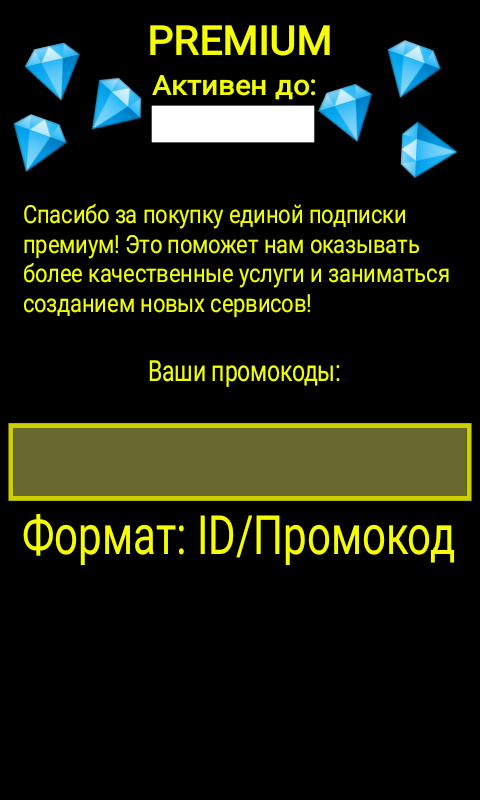 PREMIUM
Активен до:
Спасибо за покупку единой подписки
премиум! Это поможет нам оказывать
более качественные услуги и заниматься
созданием новых сервисов!
Ваши промокоды:
Формат: ID/Промокод